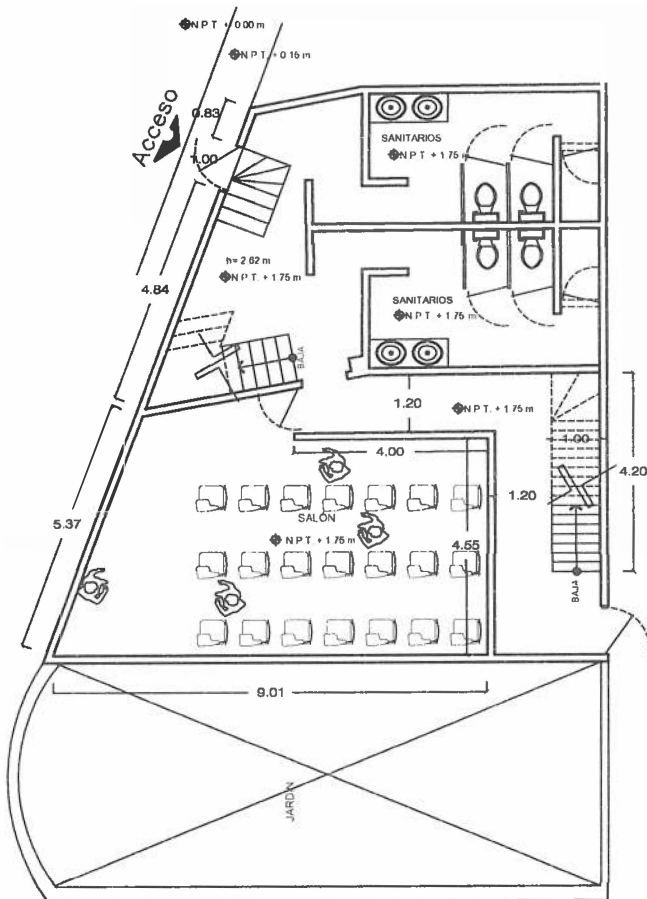 N P T. + 0.00 m
N P T. + 0.15 m
0.83
Acceso
SANITARIOS
N P T. + 1.75 m
1.00
h= 2.62 m
N P T. + 1.75 m
4.84
SANITARIOS
N P T. + 1.75 m
BAJA
1.20
N P T. + 1.75 m
1.00
4.00
4.20
1.20
SALON
5.37
N P T. + 1.75 m
4.55
BAJA
9.01
JARDIN